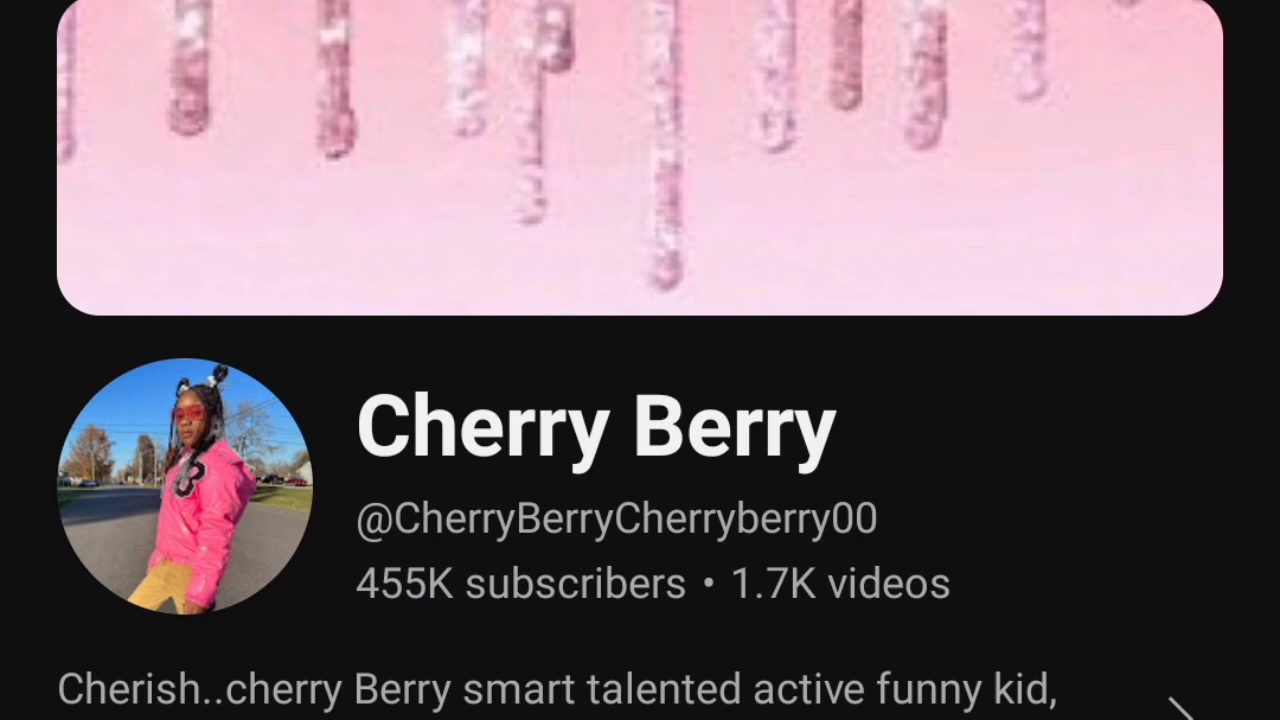 Cherry Berry
@CherryBerryCherryberry00
455K subscribers • 1.7K videos
Cherish..cherry Berry smart talented active funny kid,